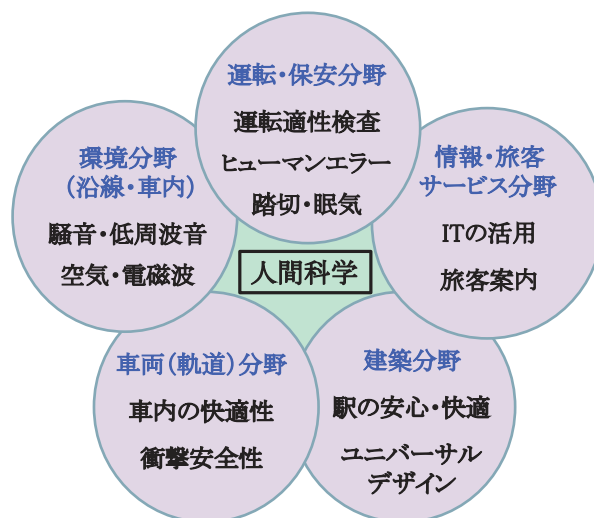 運転・保安分野
運転適性検査
ヒューマンエラー
踏切・眠気
環境分野
(沿線・車内)
騒音・低周波音
空気・電磁波
情報・旅客
サービス分野
ITの活用
旅客案内
人間科学
車両(軌道)分野
車内の快適性
衝撃安全性
建築分野
駅の安心・快適
ユニバーサル
デザイン